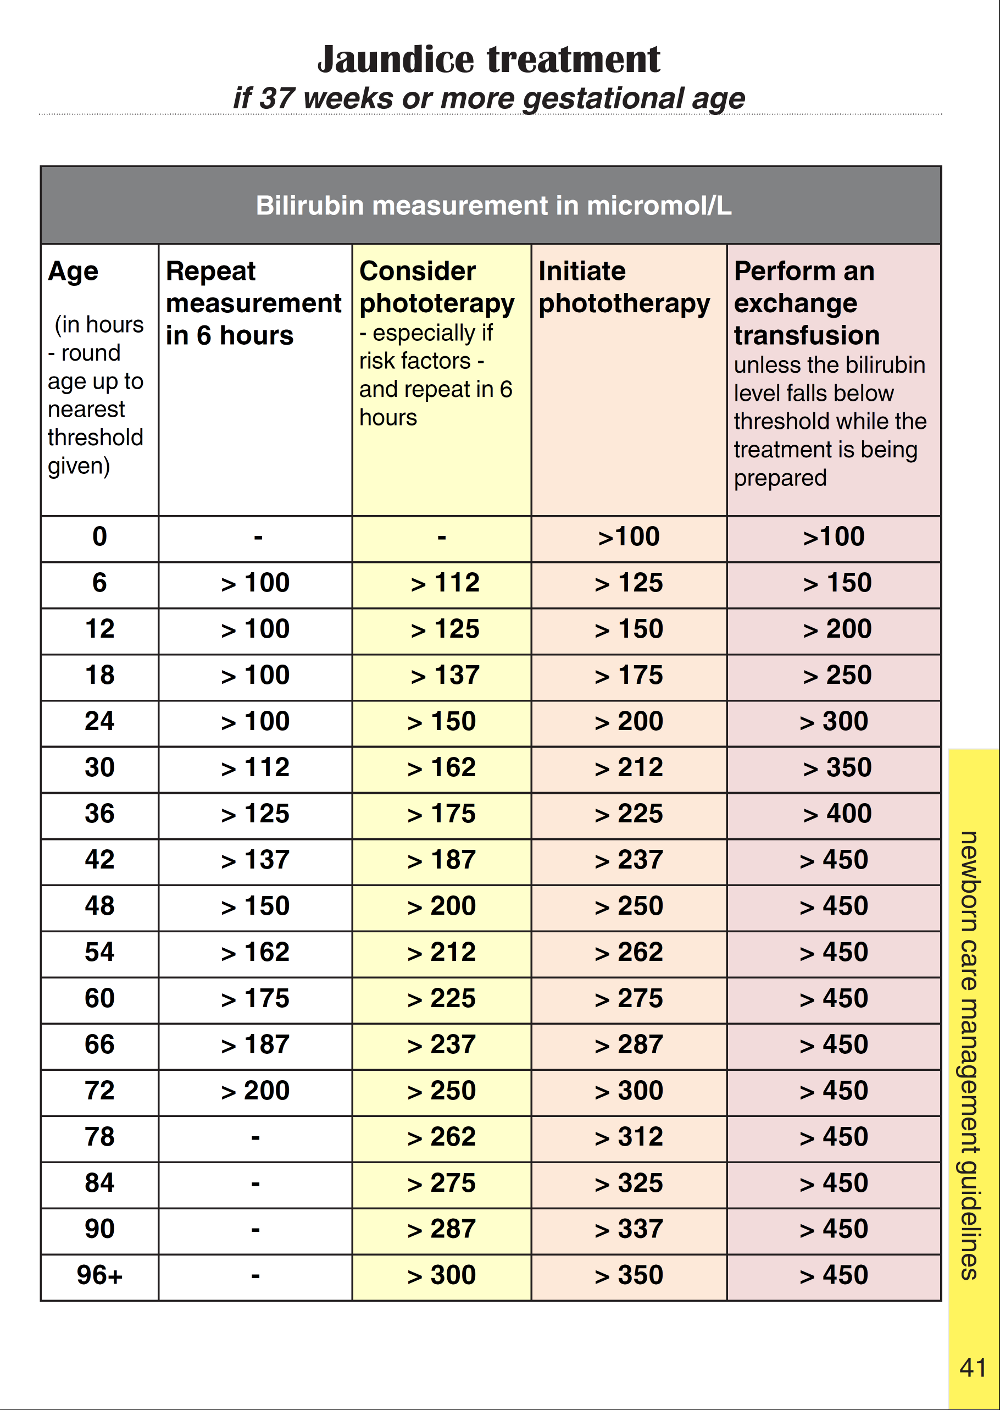 Jaundice treatment
if 37 weeks or more gestational age
Bilirubin measurement in micromol/L
Age
(in hours
- round
age up to
nearest
threshold
given)
Repeat
measurement
in 6 hours
Consider
phototerapy
- especially if
risk factors -
and repeat in 6
hours
Initiate
phototherapy
Perform an
exchange
transfusion
unless the bilirubin
level falls below
threshold while the
treatment is being
prepared
0 - - >100 >100
6 > 100 > 112 > 125 > 150
12 > 100 > 125 > 150 > 200
18 > 100 > 137 > 175 > 250
24 > 100 > 150 > 200 > 300
30 > 112 > 162 > 212 > 350
36 > 125 > 175 > 225 > 400
42 > 137 > 187 > 237 > 450
48 > 150 > 200 > 250 > 450
54 > 162 > 212 > 262 > 450
60 > 175 > 225 > 275 > 450
66 > 187 > 237 > 287 > 450
72 > 200 > 250 > 300 > 450
78 - > 262 > 312 > 450
84 - > 275 > 325 > 450
90 - > 287 > 337 > 450
96+ - > 300 > 350 > 450
newborn care management guidelines
41